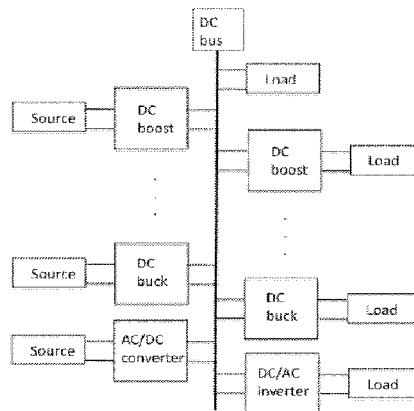 DC
bus
Load
Source
DC
boost
DC
boost
Load
Source
DC
buck
DC
buck
Load
Source
AC/DC
converter
DC/AC
inverter
Load